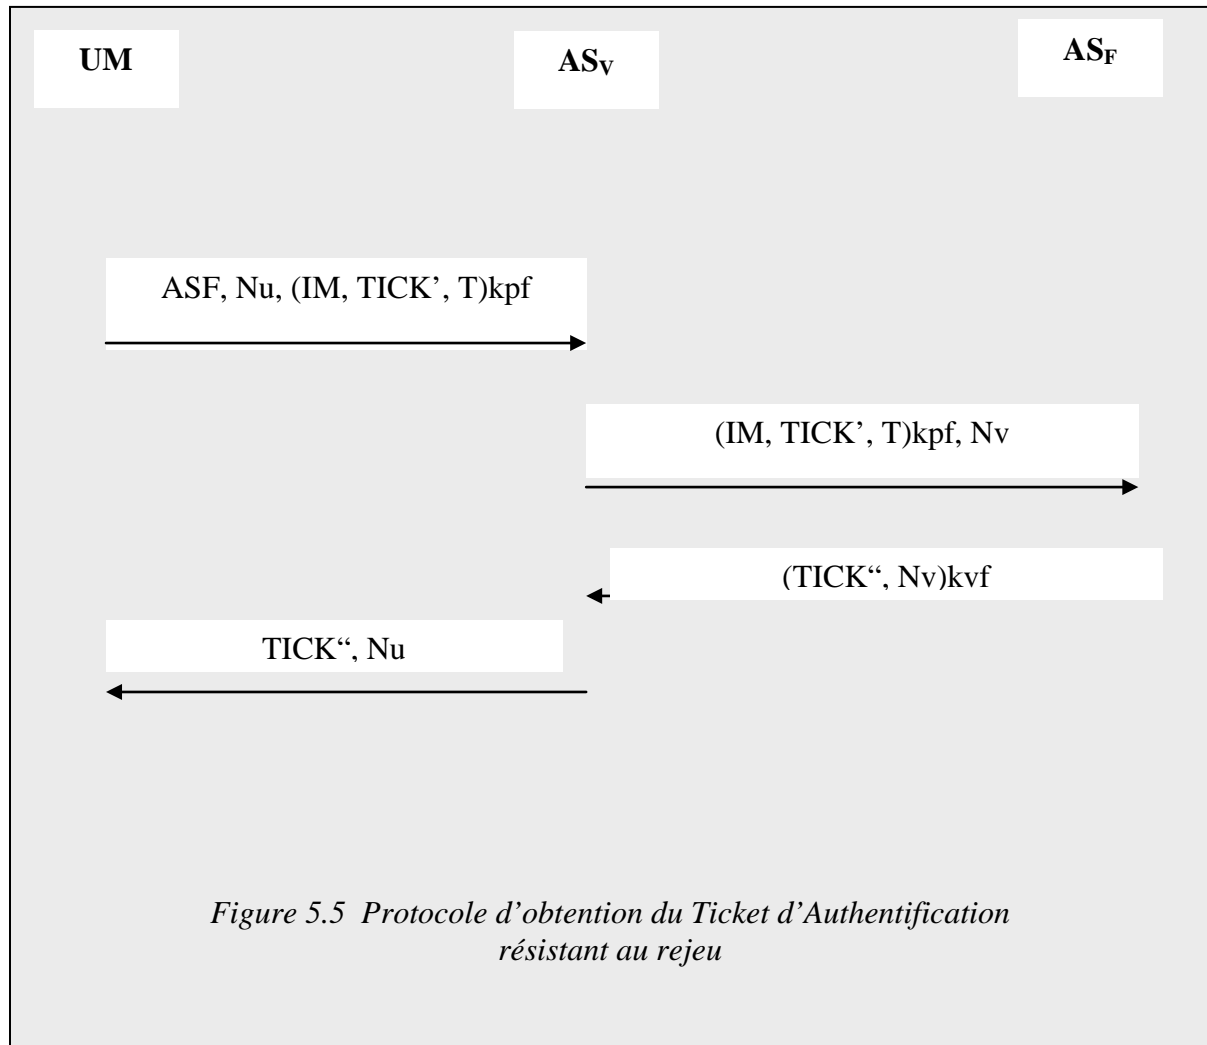 UM
ASV
ASF
ASF, Nu, (IM, TICK’, T)kpf
(IM, TICK’, T)kpf, Nv
(TICK“, Nv)kvf
TICK“, Nu
Figure 5.5 Protocole d’obtention du Ticket d’Authentification
résistant au rejeu